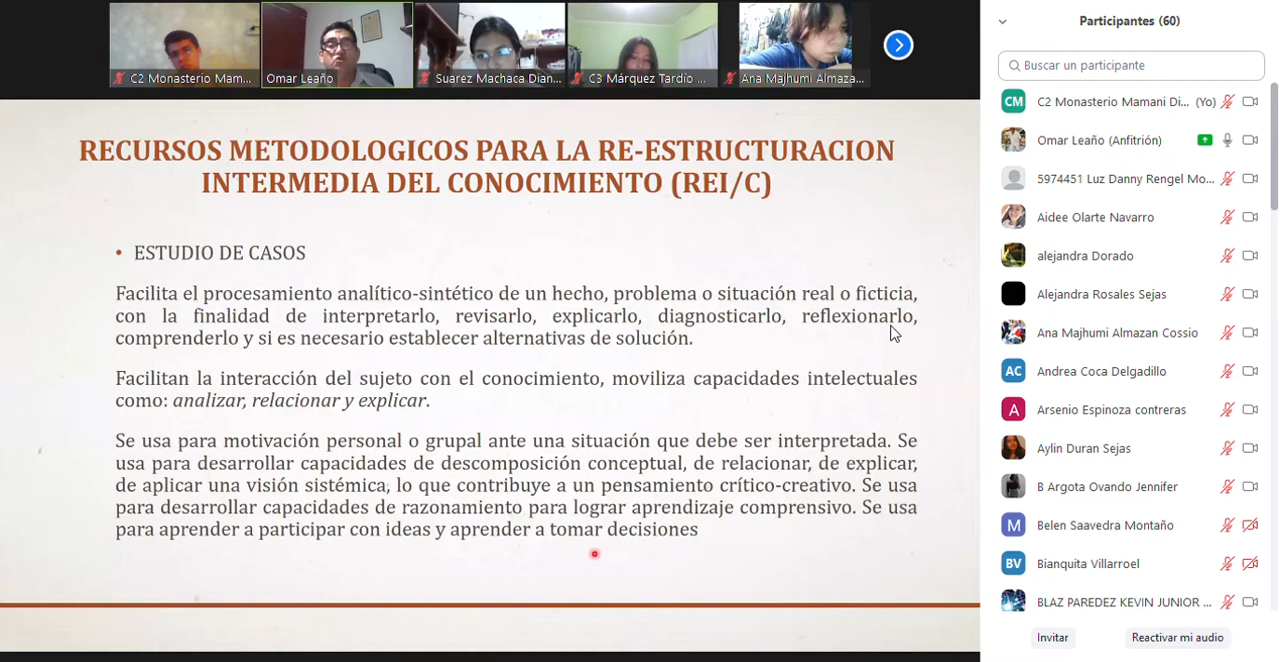 C2 Monasterio Mam...
Omar Leaño
Suarez Machaca Dian...
C3 Márquez Tardío ...
Ana Majhumi Almaza...
RECURSOS METODOLOGICOS PARA LA RE-ESTRUCTURACION
INTERMEDIA DEL CONOCIMIENTO (REI/C)
• ESTUDIO DE CASOS
Facilita el procesamiento analítico-sintético de un hecho, problema o situación real o ficticia,
con la finalidad de interpretarlo, revisarlo, explicarlo, diagnosticarlo, reflexionarlo,
comprenderlo y si es necesario establecer alternativas de solución.
Facilitan la interacción del sujeto con el conocimiento, moviliza capacidades intelectuales
como: analizar, relacionar y explicar.
Se usa para motivación personal o grupal ante una situación que debe ser interpretada. Se
usa para desarrollar capacidades de descomposición conceptual, de relacionar, de explicar,
de aplicar una visión sistémica, lo que contribuye a un pensamiento crítico-creativo. Se usa
para desarrollar capacidades de razonamiento para lograr aprendizaje comprensivo. Se usa
para aprender a participar con ideas y aprender a tomar decisiones
Participantes (60)
Buscar un participante
CM C2 Monasterio Mamani Di... (Yo)
Omar Leaño (Anfitrión)
5974451 Luz Danny Rengel Mo...
Aidee Olarte Navarro
alejandra Dorado
Alejandra Rosales Sejas
Ana Majhumi Almazan Cossio
AC Andrea Coca Delgadillo
A Arsenio Espinoza contreras
Aylin Duran Sejas
B Argota Ovando Jennifer
M Belen Saavedra Montaño
BV Bianquita Villarroel
BLAZ PAREDEZ KEVIN JUNIOR ...
Invitar
Reactivar mi audio